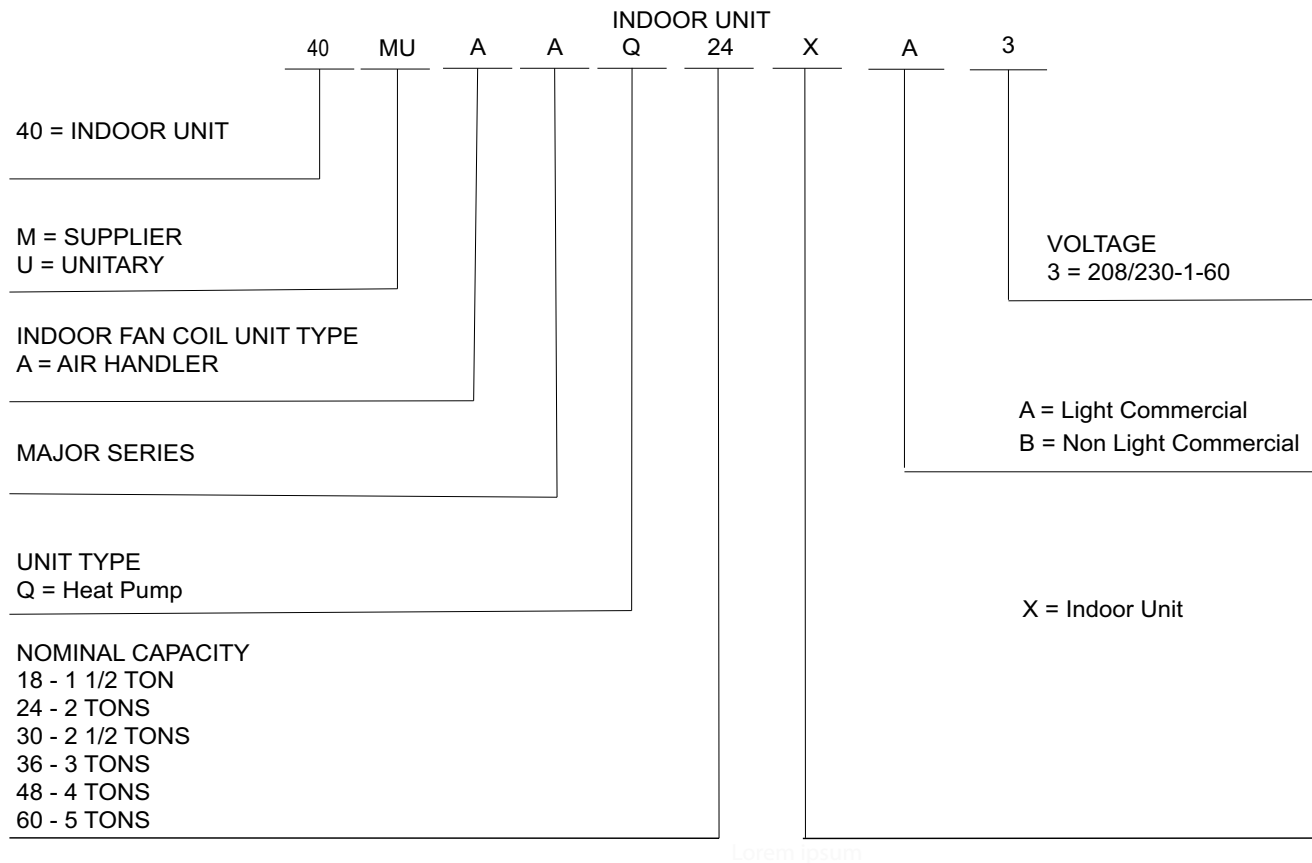 INDOOR UNIT
40 MU A A Q 24 X A 3
40 = INDOOR UNIT
M = SUPPLIER
U = UNITARY
INDOOR FAN COIL UNIT TYPE
A = AIR HANDLER
MAJOR SERIES
UNIT TYPE
Q = Heat Pump
NOMINAL CAPACITY
18 - 1 1/2 TON
24 - 2 TONS
30 - 2 1/2 TONS
36 - 3 TONS
48 - 4 TONS
60 - 5 TONS
VOLTAGE
3 = 208/230-1-60
A = Light Commercial
B = Non Light Commercial
X = Indoor Unit
Lorem ipsum